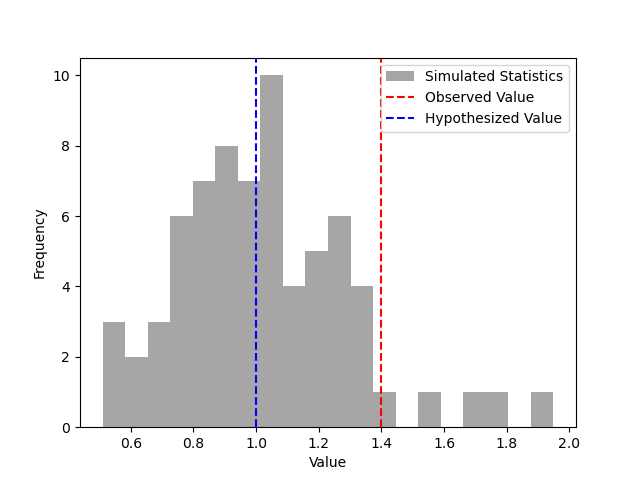 Simulated Statistics
Observed Value
Hypothesized Value
Frequency
10
8
6
4
2
0
0.6 0.8 1.0 1.2 1.4 1.6 1.8 2.0
Value